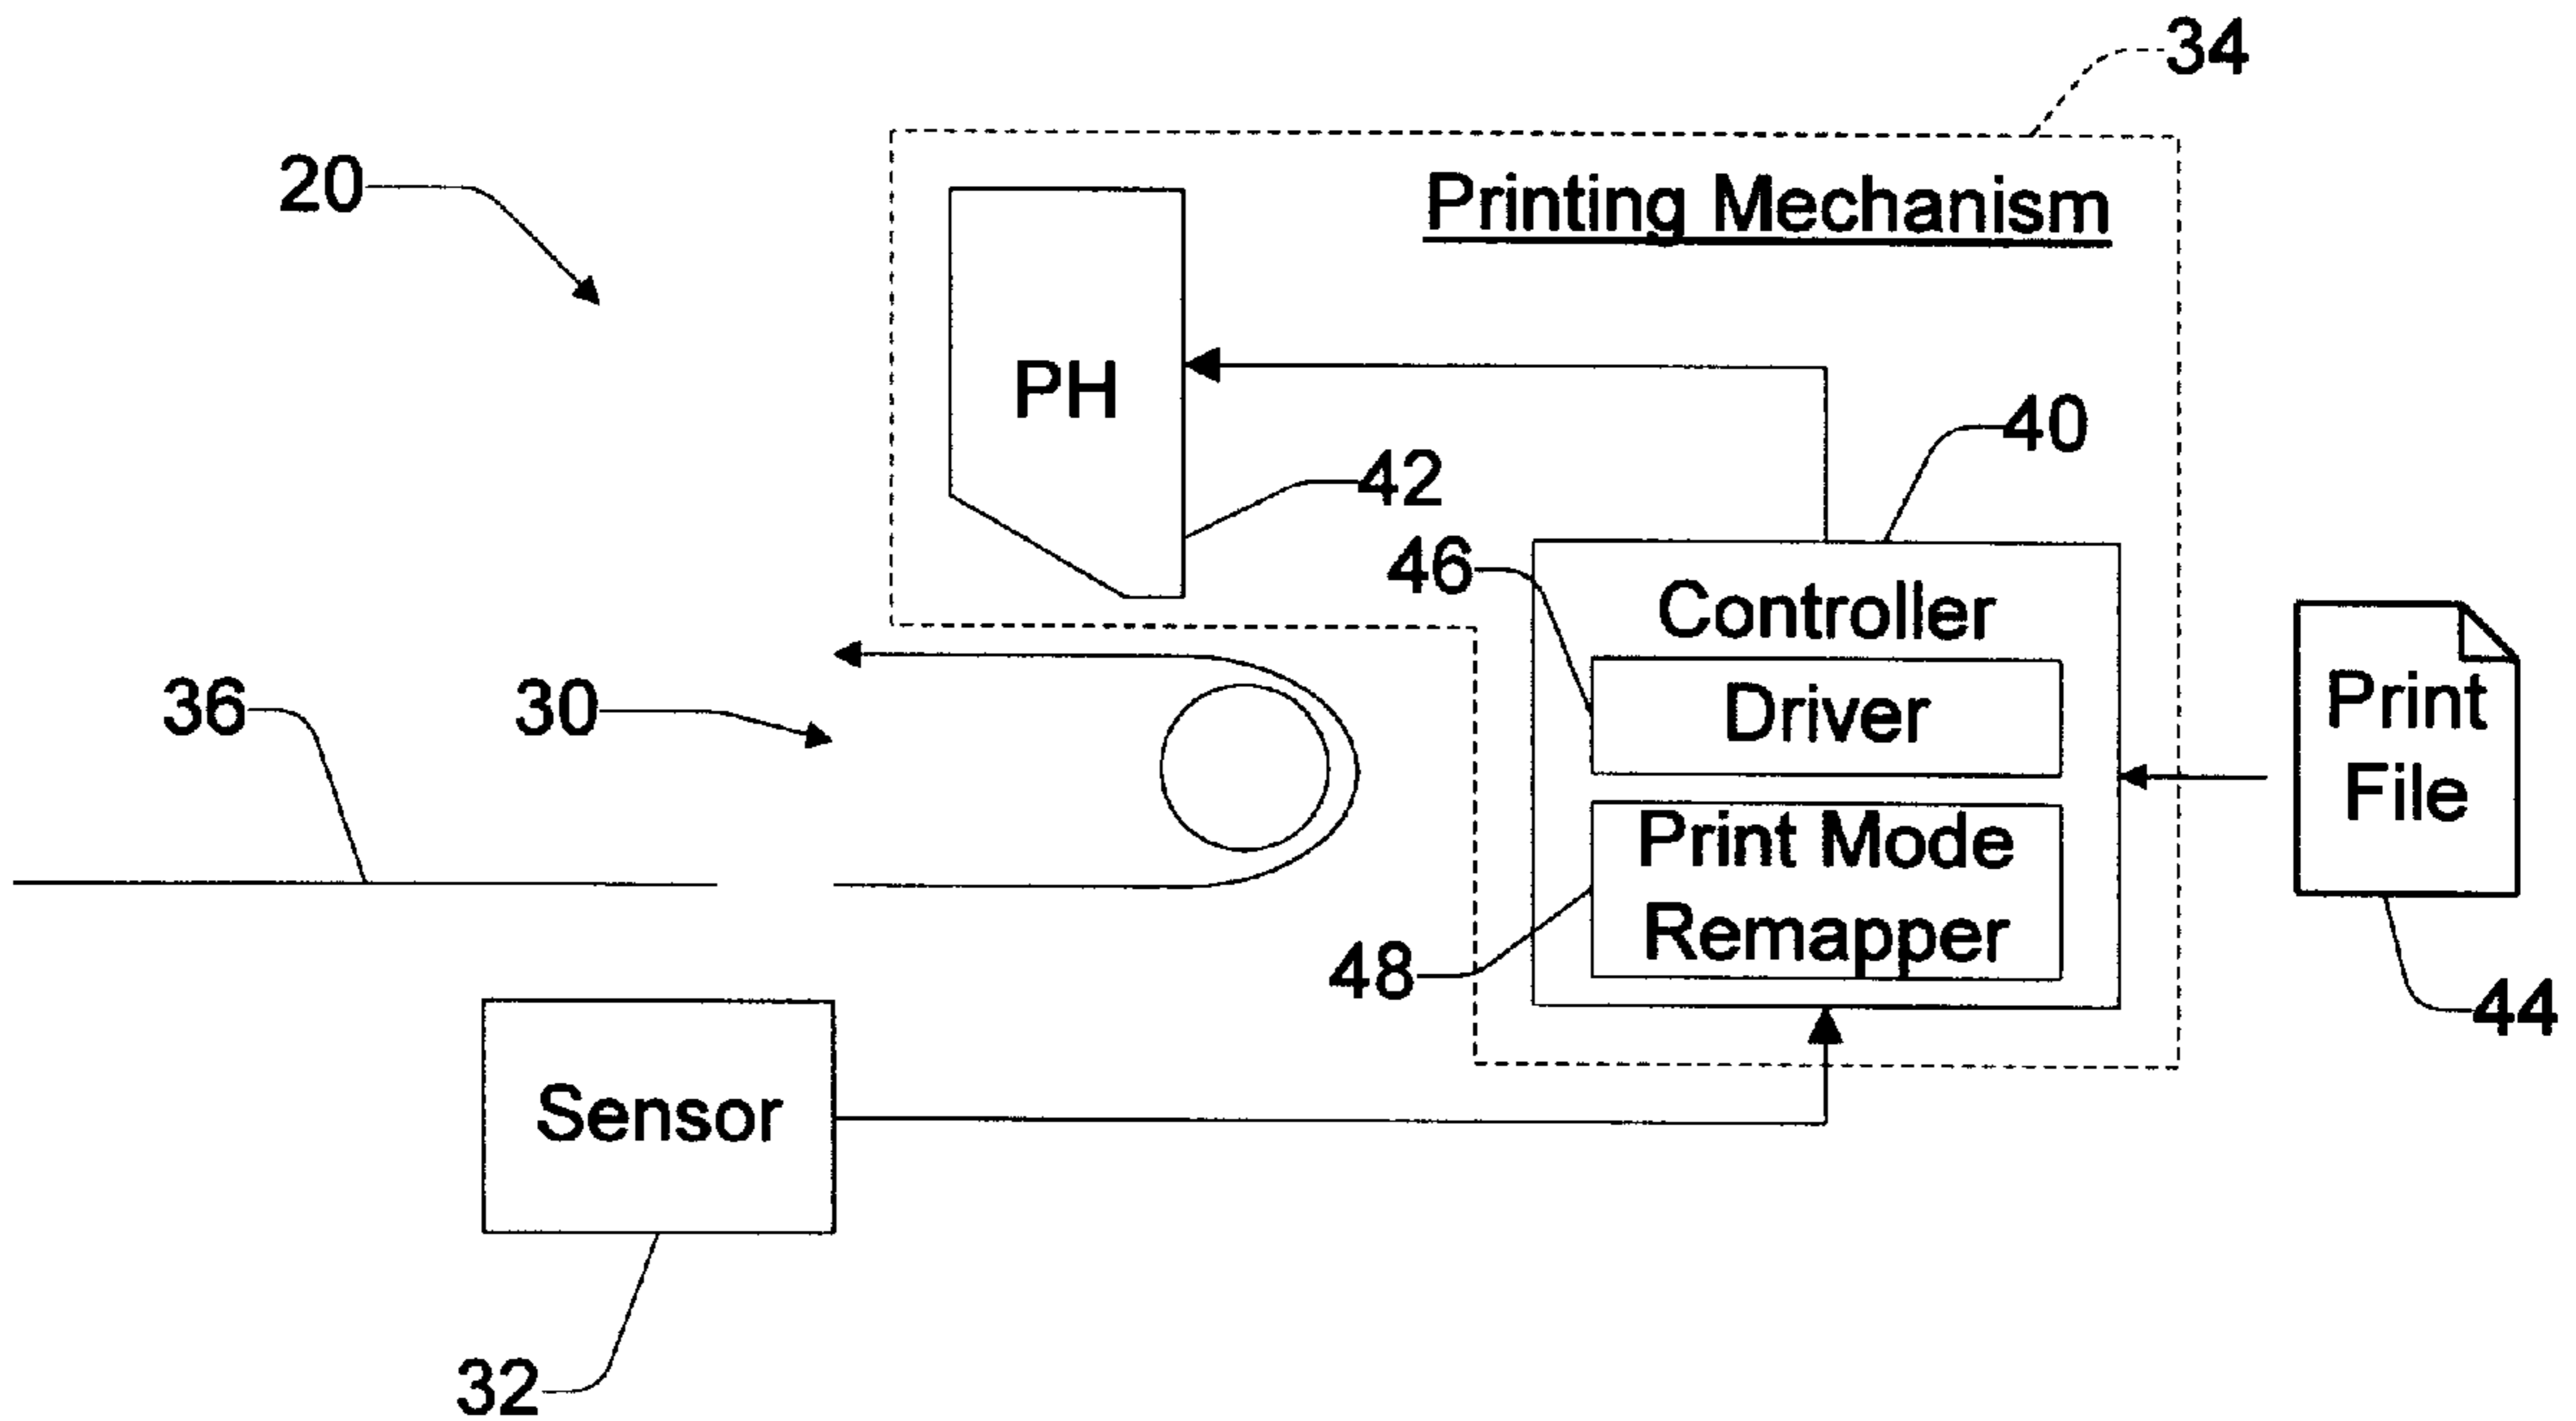 34
20
Printing Mechanism
PH
40
42
46
Controller
Driver
Print
File
36
30
Print Mode
Remapper
48
44
Sensor
32